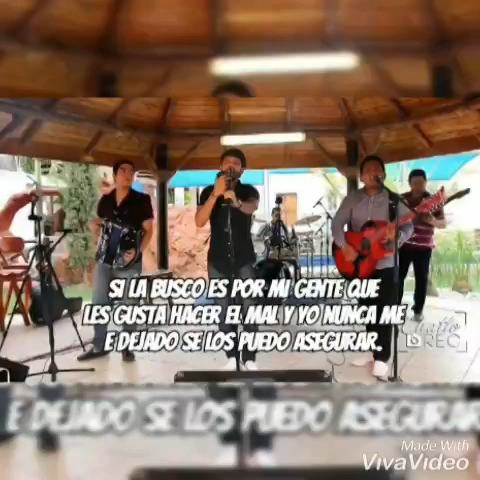 SI LA BUSCO ES POR MI GENTE QUE
LES GUSTA HACER EL MAL Y YO NUNCA ME
E DEJADO SE LOS PUEDO ASEGURAR.
REC
E DEJADO SE LOS PUEDO ASEGURAR
Made With
VivaVideo